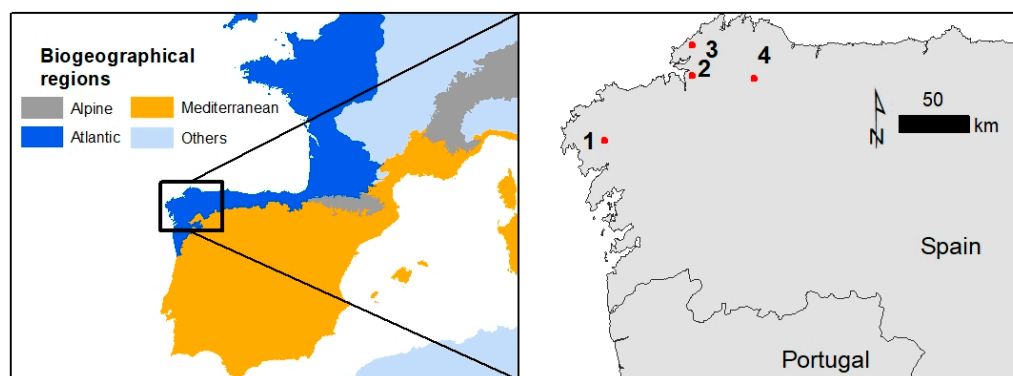 Biogeographical
regions
Alpine
Mediterranean
Atlantic
Others
3
4
2
1
50
km
N
Spain
Portugal